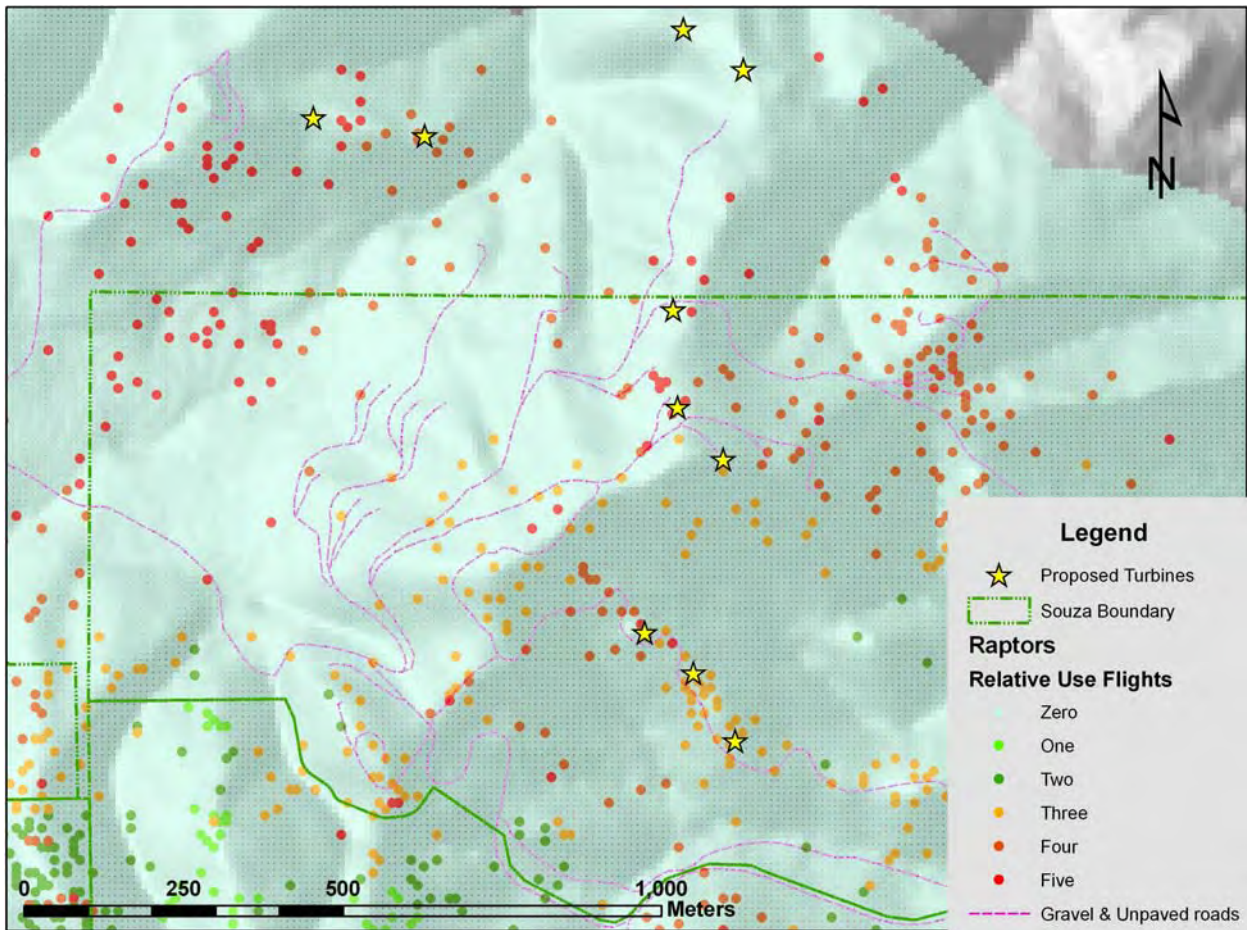 N
Legend
Proposed Turbines
Souza Boundary
Raptors
Relative Use Flights
Zero
One
Two
Three
Four
Five
Gravel & Unpaved roads
0 250 500 1,000
Meters